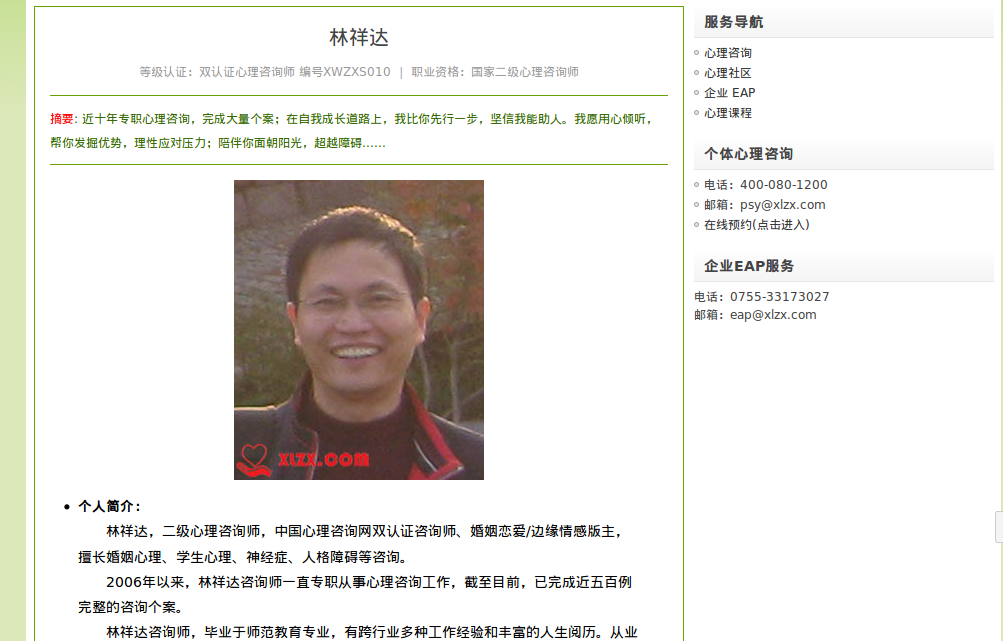 林祥达
等级认证：双认证心理咨询师 编号XWZXS010 | 职业资格：国家二级心理咨询师
摘要: 近十年专职心理咨询，完成大量个案；在自我成长道路上，我比你先行一步，坚信我能助人。我愿用心倾听，
帮你发掘优势，理性应对压力；陪伴你面朝阳光，超越障碍……
xlzx.com
个人简介：
林祥达，二级心理咨询师，中国心理咨询网双认证咨询师、婚姻恋爱/边缘情感版主，
擅长婚姻心理、学生心理、神经症、人格障碍等咨询。
2006年以来，林祥达咨询师一直专职从事心理咨询工作，截至目前，已完成近五百例
完整的咨询个案。
林祥达咨询师，毕业于师范教育专业，有跨行业多种工作经验和丰富的人生阅历。从业
服务导航
心理咨询
心理社区
企业 EAP
心理课程
个体心理咨询
电话：400-080-1200
邮箱：psy@xlzx.com
在线预约(点击进入)
企业EAP服务
电话：0755-33173027
邮箱：eap@xlzx.com